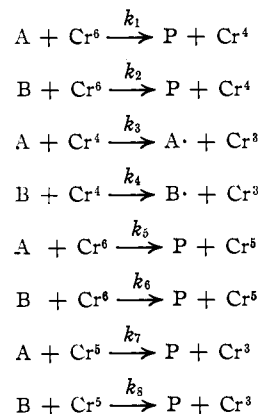 A + Cr⁶ —k₁→ P + Cr⁴
B + Cr⁶ —k₂→ P + Cr⁴
A + Cr⁴ —k₃→ A· + Cr³
B + Cr⁴ —k₄→ B· + Cr³
A + Cr⁶ —k₅→ P + Cr⁵
B + Cr⁶ —k₆→ P + Cr⁵
A + Cr⁵ —k₇→ P + Cr³
B + Cr⁵ —k₈→ P + Cr³